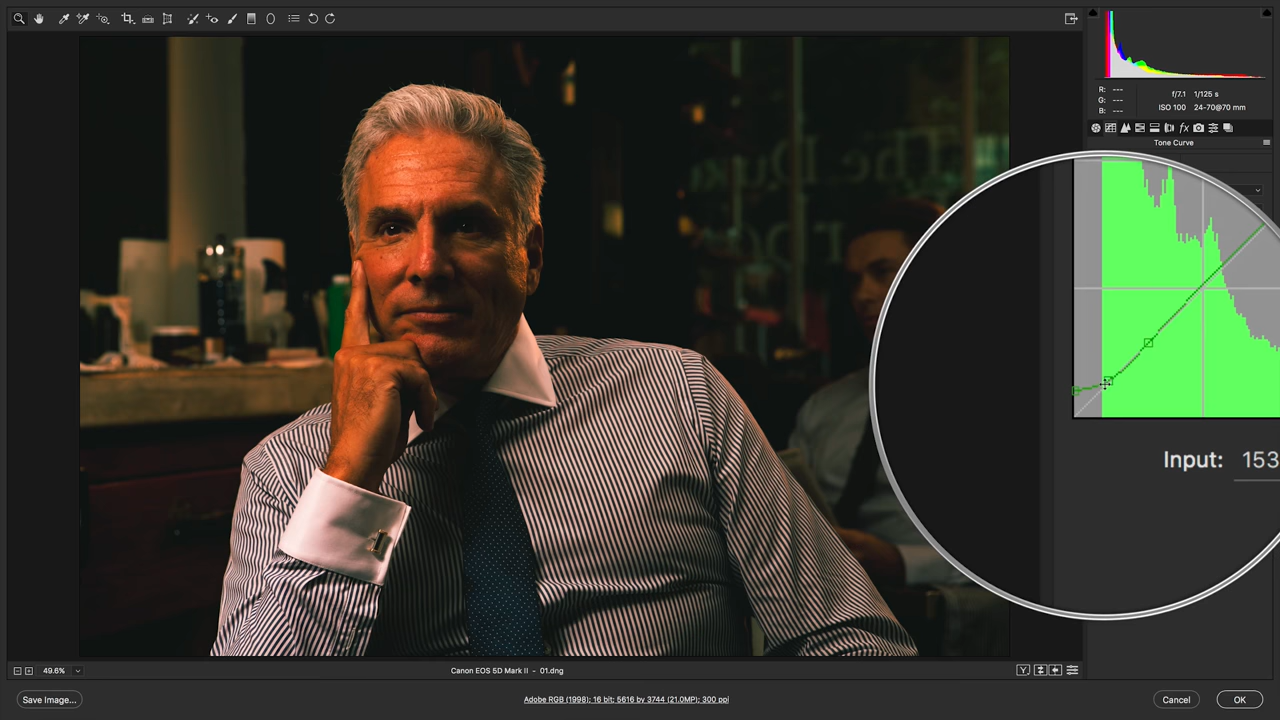 R: ---
G: ---
B: ---
f/7.1 1/125 s
ISO 100 24-70@70 mm
fx
Tone Curve
Input: 153
49.6%
Canon EOS 5D Mark II - 01.dng
Y
Save Image...
Adobe RGB (1998); 16 bit; 5616 by 3744 (21.0MP); 300 ppi
Cancel
OK